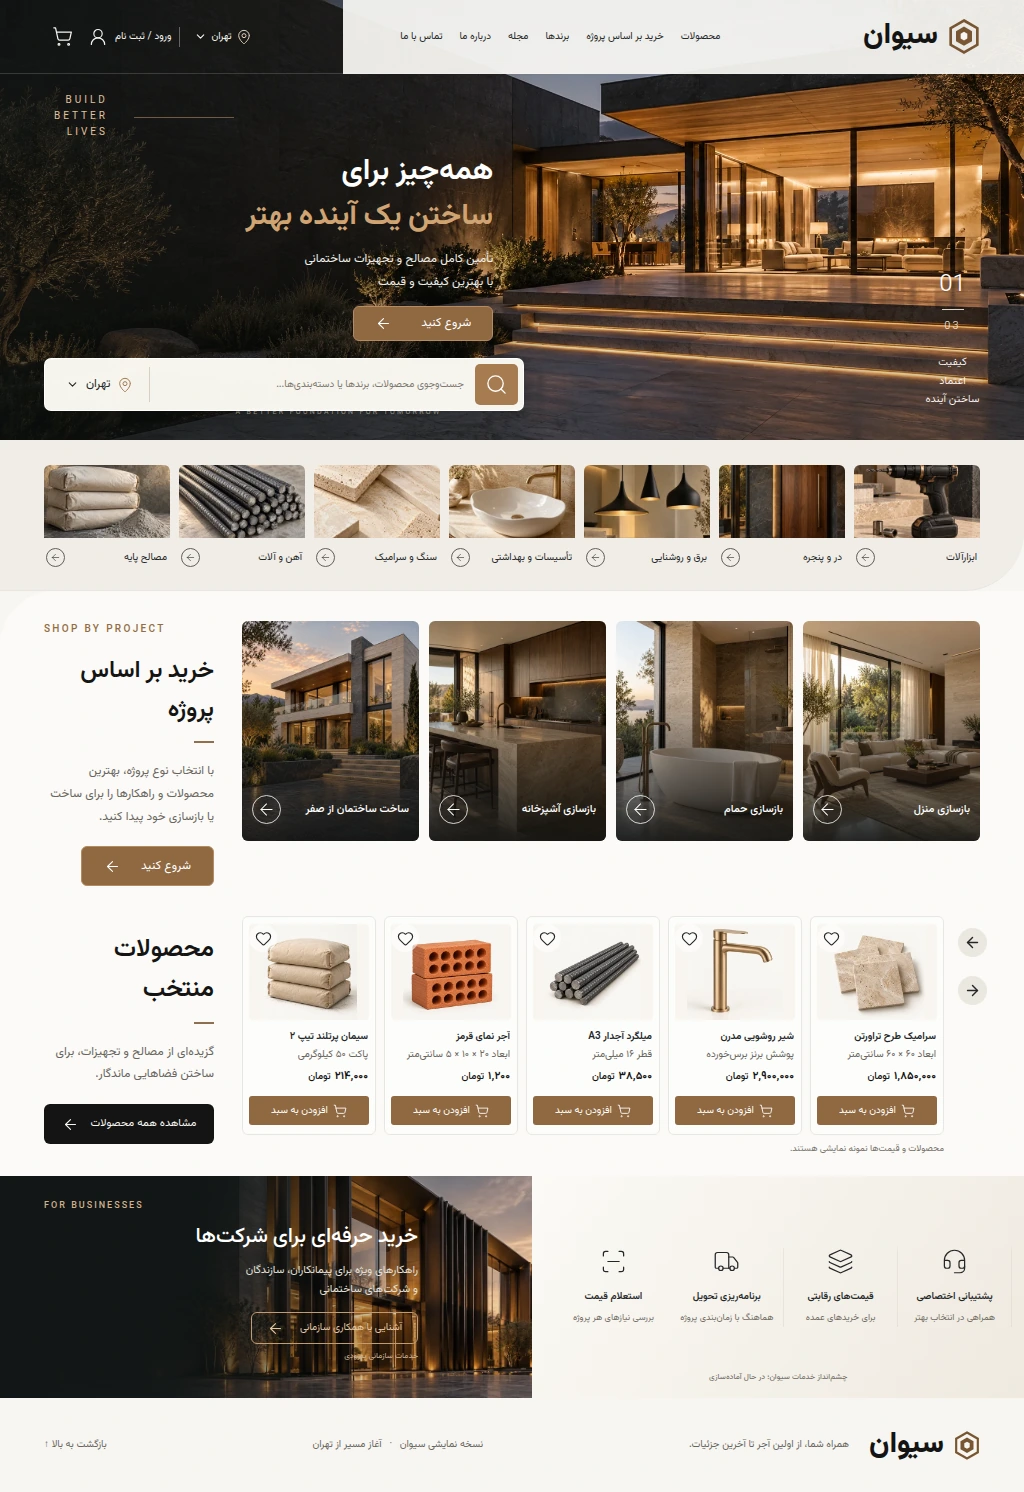 سیوان
محصولات
خرید بر اساس پروژه
برندها
مجله
درباره ما
تماس با ما
تهران
ورود / ثبت نام
BUILD
BETTER
LIVES
همه‌چیز برای
ساختن یک آینده بهتر
تأمین کامل مصالح و تجهیزات ساختمانی
با بهترین کیفیت و قیمت
شروع کنید
01
03
کیفیت
اعتماد
ساختن آینده
جست‌وجوی محصولات، برندها یا دسته‌بندی‌ها...
تهران
A BETTER FOUNDATION FOR TOMORROW
ابزارآلات
در و پنجره
برق و روشنایی
تأسیسات و بهداشتی
سنگ و سرامیک
آهن و آلات
مصالح پایه
SHOP BY PROJECT
خرید بر اساس
پروژه
با انتخاب نوع پروژه، بهترین
محصولات و راهکارها را برای ساخت
یا بازسازی خود پیدا کنید.
شروع کنید
بازسازی منزل
بازسازی حمام
بازسازی آشپزخانه
ساخت ساختمان از صفر
محصولات
منتخب
گزیده‌ای از مصالح و تجهیزات، برای
ساختن فضاهایی ماندگار.
مشاهده همه محصولات
سرامیک طرح تراورتن
ابعاد ۶۰ × ۶۰ سانتی‌متر
۱,۸۵۰,۰۰۰ تومان
افزودن به سبد
شیر روشویی مدرن
پوشش برنز برس‌خورده
۲,۹۰۰,۰۰۰ تومان
افزودن به سبد
میلگرد آجدار A3
قطر ۱۶ میلی‌متر
۳۸,۵۰۰ تومان
افزودن به سبد
آجر نمای قرمز
ابعاد ۲۰ × ۱۰ × ۵ سانتی‌متر
۱,۲۰۰ تومان
افزودن به سبد
سیمان پرتلند تیپ ۲
پاکت ۵۰ کیلوگرمی
۲۱۴,۰۰۰ تومان
افزودن به سبد
محصولات و قیمت‌ها نمونه نمایشی هستند.
FOR BUSINESSES
خرید حرفه‌ای برای شرکت‌ها
راهکارهای ویژه برای پیمانکاران، سازندگان
و شرکت‌های ساختمانی
آشنایی با همکاری سازمانی
خدمات سازمانی
پشتیبانی اختصاصی
همراهی در انتخاب بهتر
قیمت‌های رقابتی
برای خریدهای عمده
برنامه‌ریزی تحویل
هماهنگ با زمان‌بندی پروژه
استعلام قیمت
بررسی نیازهای هر پروژه
چشم‌انداز خدمات سیوان؛ در حال آماده‌سازی
سیوان
همراه شما، از اولین آجر تا آخرین جزئیات.
نسخه نمایشی سیوان · آغاز مسیر از تهران
بازگشت به بالا ↑